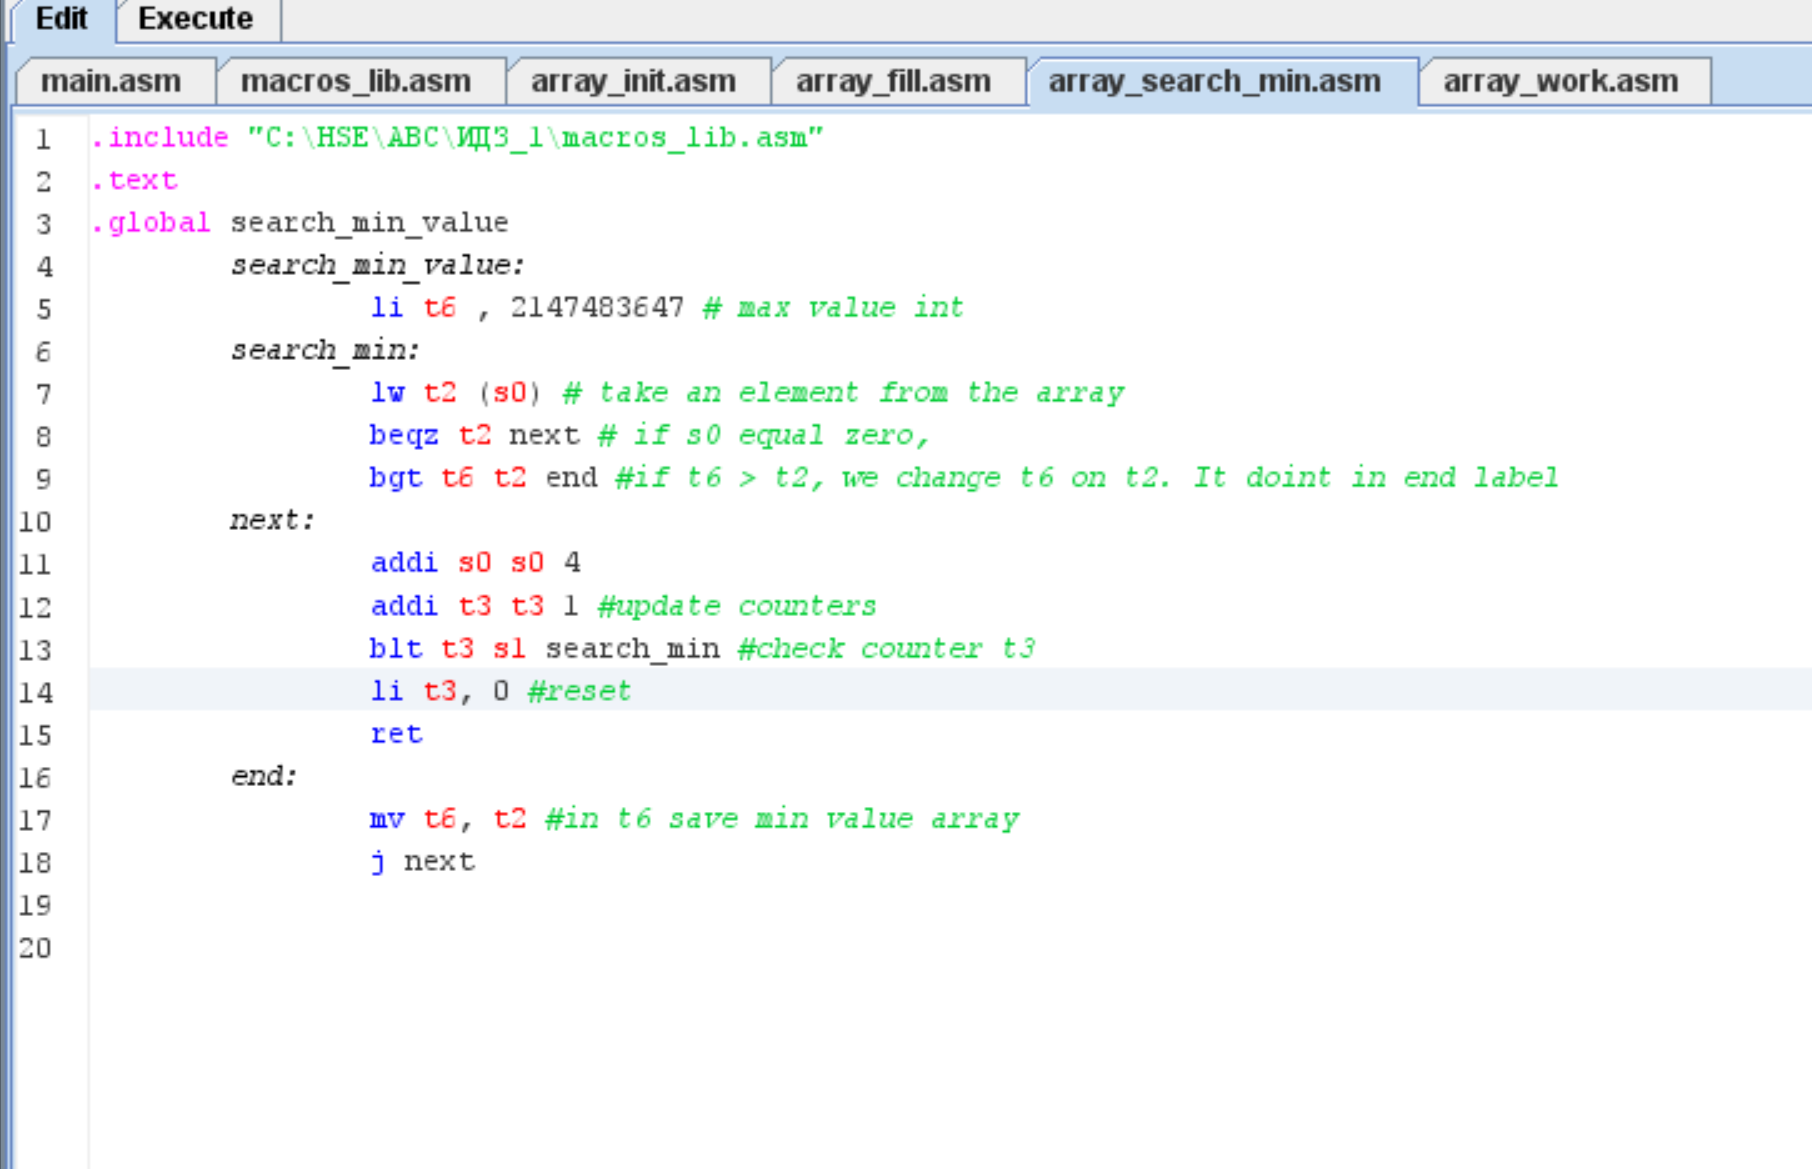 Edit Execute
main.asm macros_lib.asm array_init.asm array_fill.asm array_search_min.asm array_work.asm
1 .include "C:\HSE\ABC\ИДЗ_1\macros_lib.asm"
2 .text
3 .global search_min_value
4 search_min_value:
5 li t6 , 2147483647 # max value int
6 search_min:
7 lw t2 (s0) # take an element from the array
8 beqz t2 next # if s0 equal zero,
9 bgt t6 t2 end #if t6 > t2, we change t6 on t2. It doint in end label
10 next:
11 addi s0 s0 4
12 addi t3 t3 1 #update counters
13 blt t3 s1 search_min #check counter t3
14 li t3, 0 #reset
15 ret
16 end:
17 mv t6, t2 #in t6 save min value array
18 j next
19
20